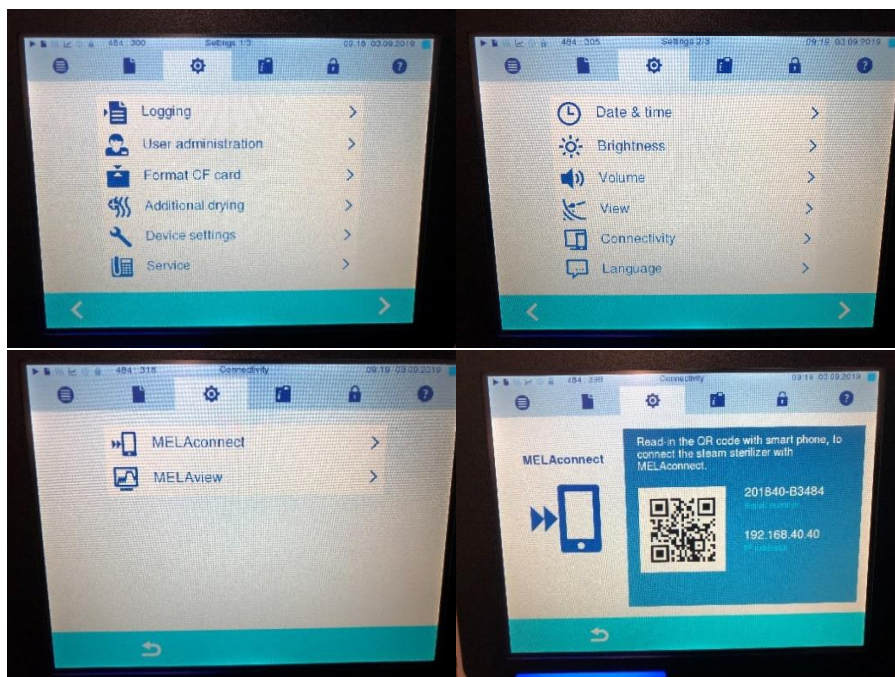 484 : 300
Settings 1/3
09:18 03.09.2019
Logging
User administration
Format CF card
Additional drying
Device settings
Service
484 : 305
Settings 2/3
09:19 03.09.2019
Date & time
Brightness
Volume
View
Connectivity
Language
484 : 318
Connectivity
09:19 03.09.2019
MELAconnect
MELAview
Connectivity
09:19 03.09.2019
MELAconnect
Read-in the QR code with smart phone, to
connect the steam sterilizer with
MELAconnect.
201840-B3484
Serial number
192.168.40.40
IP address